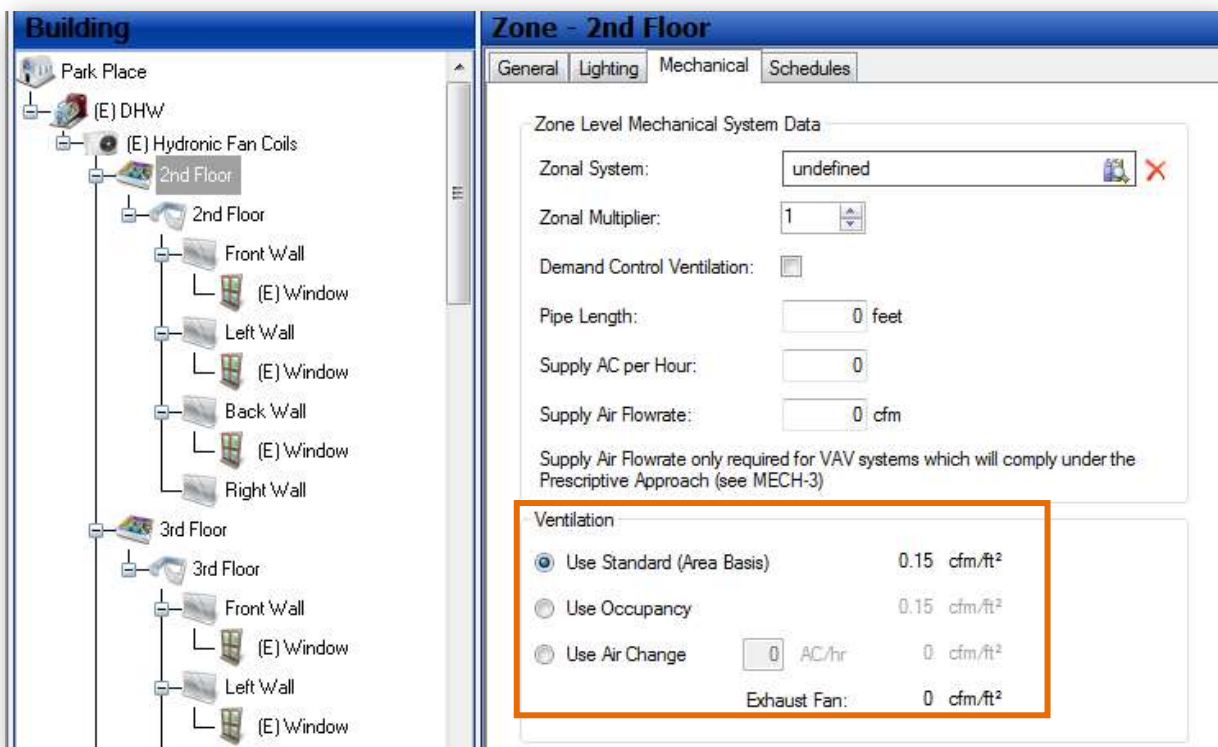 Building
Park Place
(E) DHW
(E) Hydronic Fan Coils
2nd Floor
2nd Floor
Front Wall
(E) Window
Left Wall
(E) Window
Back Wall
(E) Window
Right Wall
3rd Floor
3rd Floor
Front Wall
(E) Window
Left Wall
(E) Window
Zone - 2nd Floor
General Lighting Mechanical Schedules
Zone Level Mechanical System Data
Zonal System: undefined
Zonal Multiplier: 1
Demand Control Ventilation:
Pipe Length: 0 feet
Supply AC per Hour: 0
Supply Air Flowrate: 0 cfm
Supply Air Flowrate only required for VAV systems which will comply under the
Prescriptive Approach (see MECH-3)
Ventilation
Use Standard (Area Basis) 0.15 cfm/ft²
Use Occupancy 0.15 cfm/ft²
Use Air Change 0 AC/hr 0 cfm/ft²
Exhaust Fan: 0 cfm/ft²